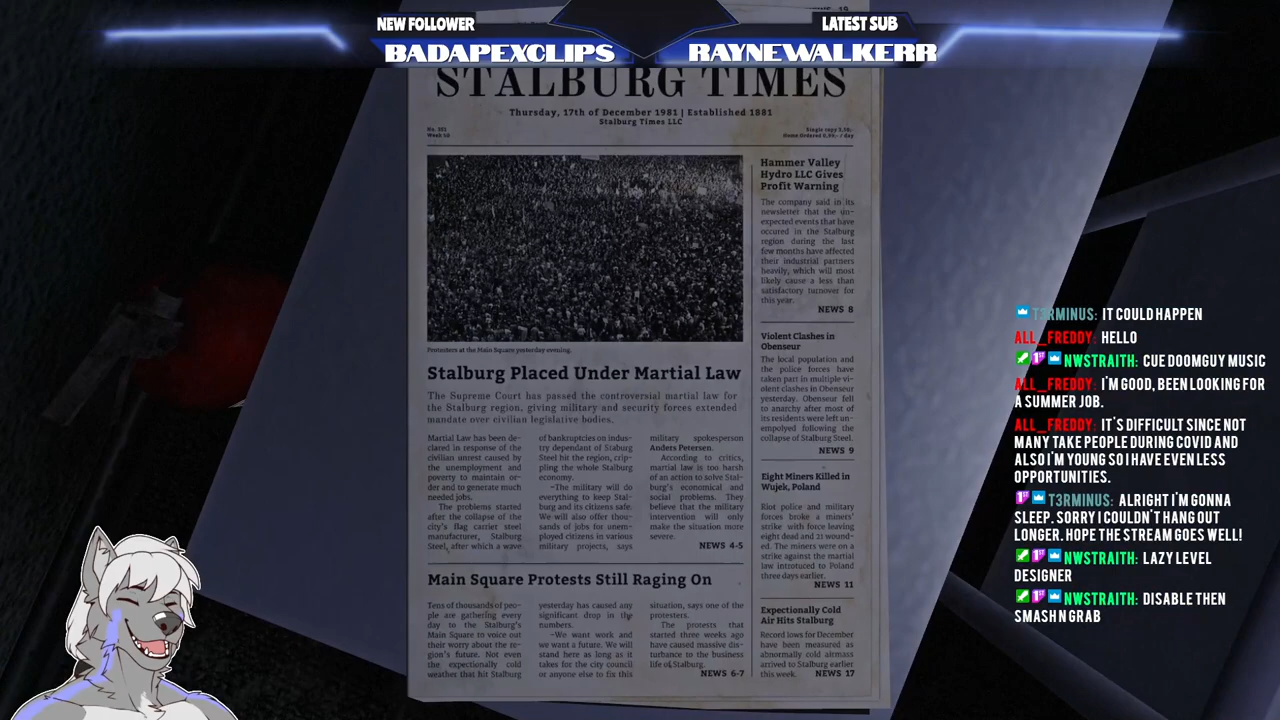 NEW FOLLOWER
BADAPEXCLIPS
LATEST SUB
RAYNEWALKERR
STALBURG TIMES
Thursday, 17th of December 1981 | Established 1881
Stalburg Times LLC
Single copy 3,50,-
Hammer Valley
Hydro LLC Gives
Profit Warning
The company said in its
newsletter that the un-
expected events that have
occured in the Stalburg
region during the last
few months have affected
their industrial partners
heavily, which will most
likely cause a less than
satisfactory turnover for
this year.
NEWS 8
Protesters at the Main Square yesterday evening.
Stalburg Placed Under Martial Law
The Supreme Court has passed the controversial martial law for
the Stalburg region, giving military and security forces extended
mandate over civilian legislative bodies.
Martial Law has been de-
clared in response of the
civilian unrest caused by
the unemployment and
poverty to maintain or-
der and to generate much
needed jobs.
The problems started
after the collapse of the
city's flag carrier steel
manufacturer, Stalburg
Steel, after which a wave
of bankruptcies on indus-
try dependant of Staburg
Steel hit the region, crip-
pling the whole Stalburg
economy.
-The military will do
everything to keep Stal-
burg and its citizens safe.
We will also offer thou-
sands of jobs for unem-
ployed citizens in various
military projects, says
military spokesperson
Anders Petersen.
According to critics,
martial law is too harsh
of an action to solve Stal-
burg's economical and
social problems. They
believe that the military
intervention will only
make the situation more
severe.
NEWS 4-5
Violent Clashes in
Obenseur
The local population and
the police forces have
taken part in multiple vi-
olent clashes in Obenseur
yesterday. Obenseur fell
to anarchy after most of
its residents were left un-
empolyed following the
collapse of Stalburg Steel.
NEWS 9
Eight Miners Killed in
Wujek, Poland
Riot police and military
forces broke a miners'
strike with force leaving
eight dead and 21 wound-
ed. The miners were on a
strike against the martial
law introduced to Poland
three days earlier.
NEWS 11
Main Square Protests Still Raging On
Tens of thousands of peo-
ple are gathering every
day to the Stalburg's
Main Square to voice out
their worry about the re-
gion's future. Not even
the expectionally cold
weather that hit Stalburg
yesterday has caused any
significant drop in the
numbers.
-We want work and
we want a future. We will
stand here as long as it
takes for the city council
or anyone else to fix this
situation, says one of the
protesters.
The protests that
started three weeks ago
have caused massive dis-
turbance to the business
life of Stalburg.
NEWS 6-7
Expectionally Cold
Air Hits Stalburg
Record lows for December
have been measured as
abnormally cold airmass
arrived to Stalburg earlier
this week.
NEWS 17
T3RMINUS: IT COULD HAPPEN
ALL_FREDDY: HELLO
NWSTRAITH: CUE DOOMGUY MUSIC
ALL_FREDDY: I'M GOOD, BEEN LOOKING FOR
A SUMMER JOB.
ALL_FREDDY: IT'S DIFFICULT SINCE NOT
MANY TAKE PEOPLE DURING COVID AND
ALSO I'M YOUNG SO I HAVE EVEN LESS
OPPORTUNITIES.
T3RMINUS: ALRIGHT I'M GONNA
SLEEP. SORRY I COULDN'T HANG OUT
LONGER. HOPE THE STREAM GOES WELL!
NWSTRAITH: LAZY LEVEL
DESIGNER
NWSTRAITH: DISABLE THEN
SMASH N GRAB